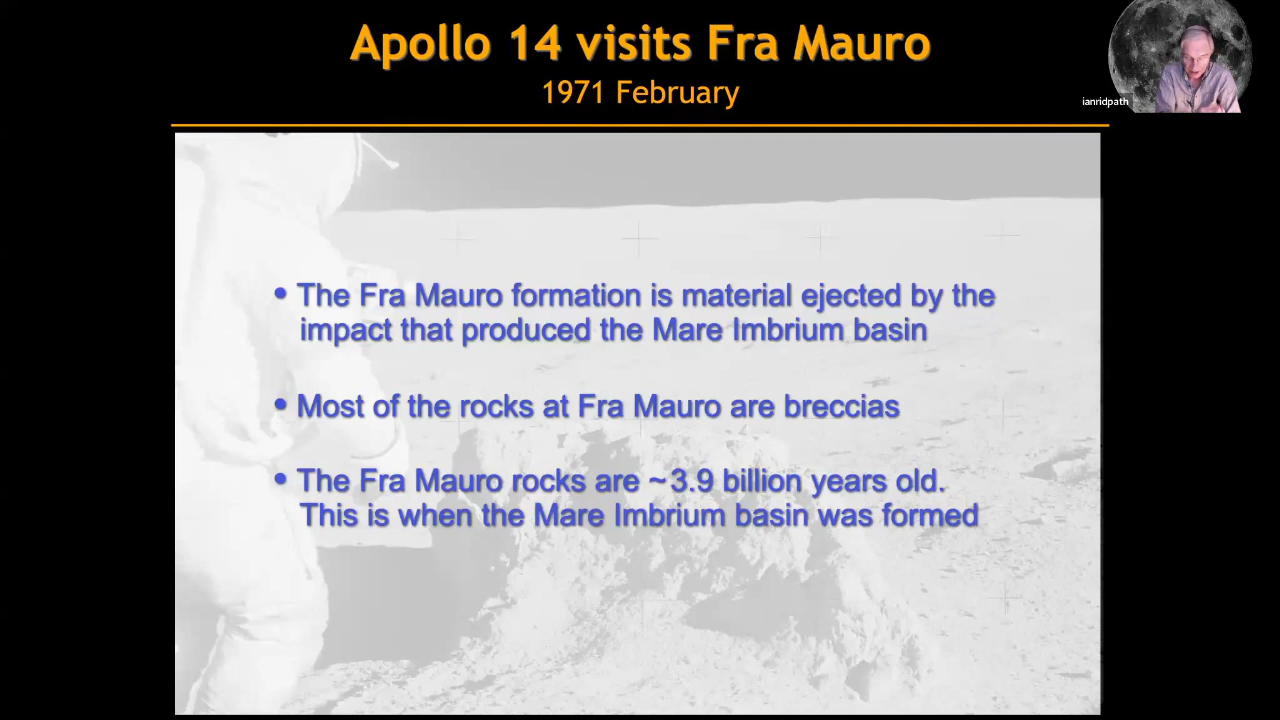 Apollo 14 visits Fra Mauro
1971 February
ianridpath
• The Fra Mauro formation is material ejected by the
impact that produced the Mare Imbrium basin
• Most of the rocks at Fra Mauro are breccias
• The Fra Mauro rocks are ~3.9 billion years old.
This is when the Mare Imbrium basin was formed